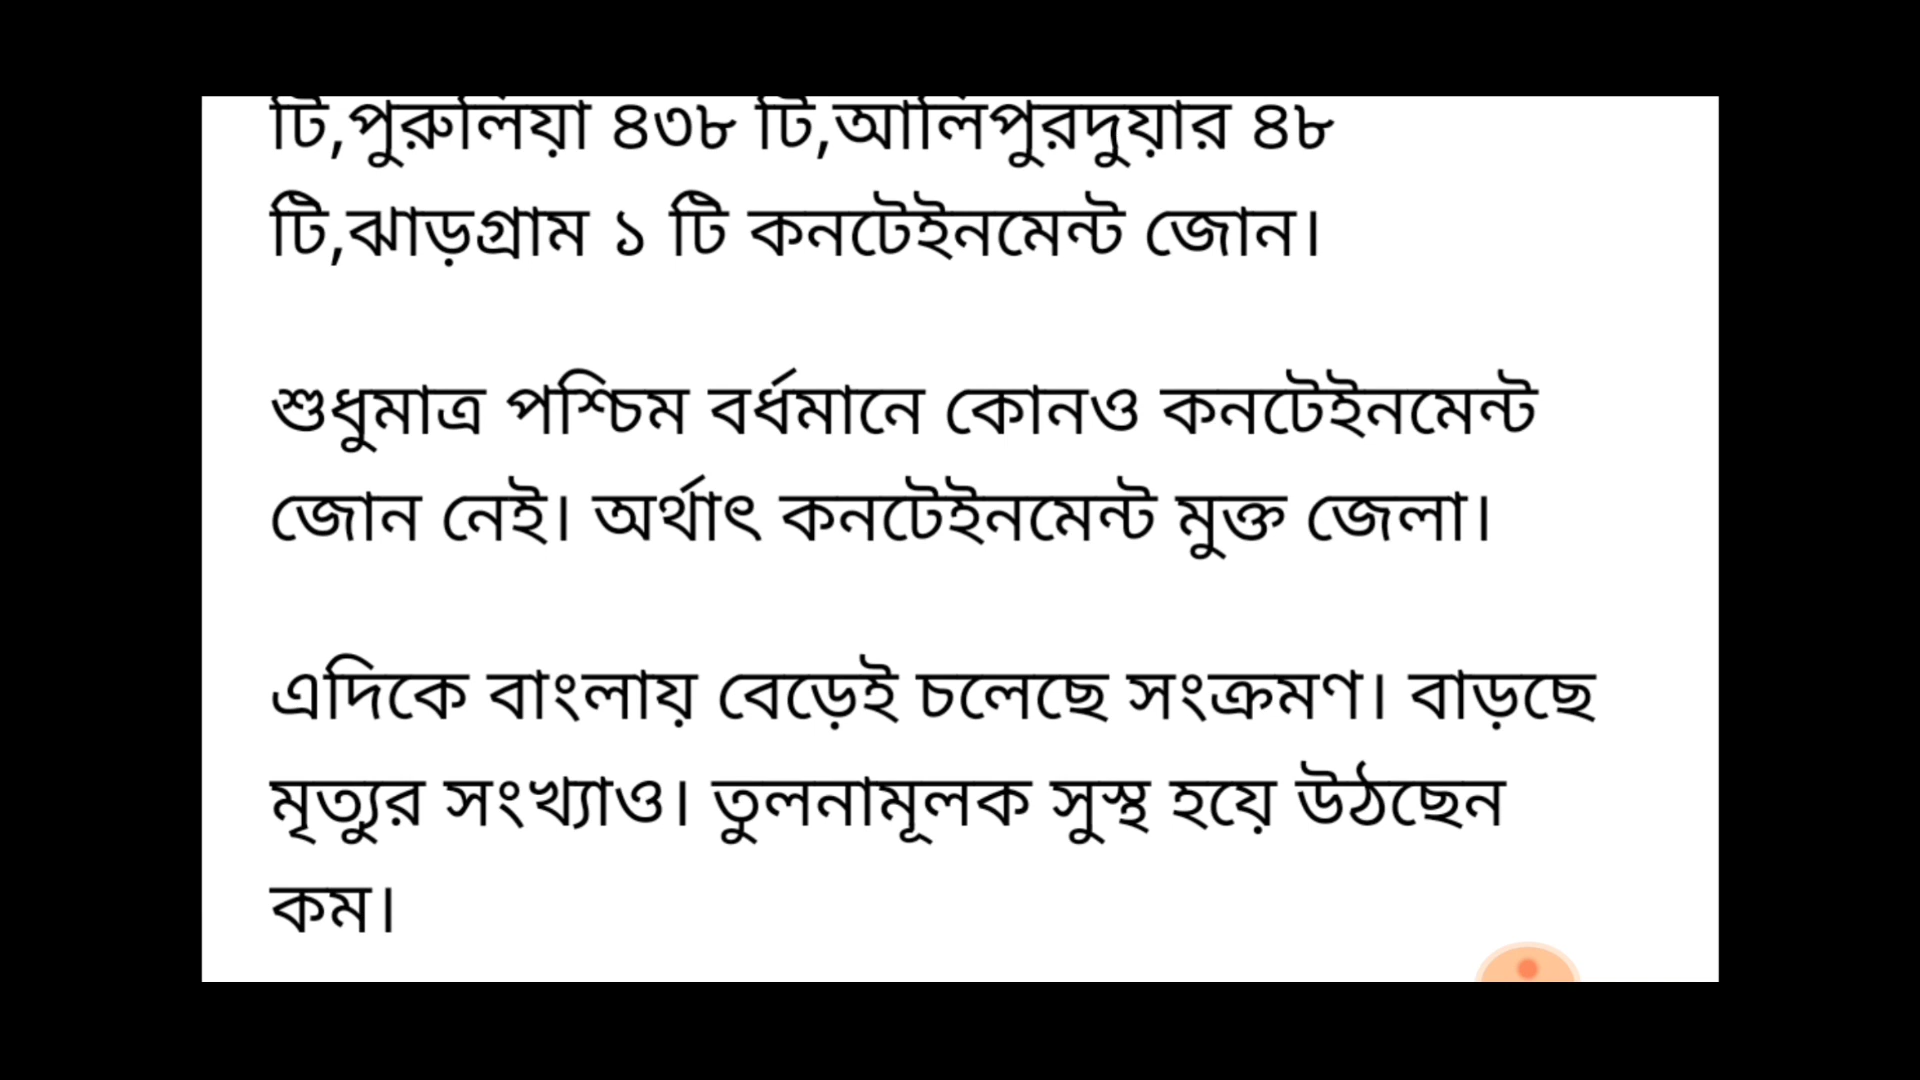 টি,পুরুলিয়া ৪৩৮ টি,আলিপুরদুয়ার ৪৮
টি,ঝাড়গ্রাম ১ টি কনটেইনমেন্ট জোন।
শুধুমাত্র পশ্চিম বর্ধমানে কোনও কনটেইনমেন্ট
জোন নেই। অর্থাৎ কনটেইনমেন্ট মুক্ত জেলা।
এদিকে বাংলায় বেড়েই চলেছে সংক্রমণ। বাড়ছে
মৃত্যুর সংখ্যাও। তুলনামূলক সুস্থ হয়ে উঠছেন
কম।